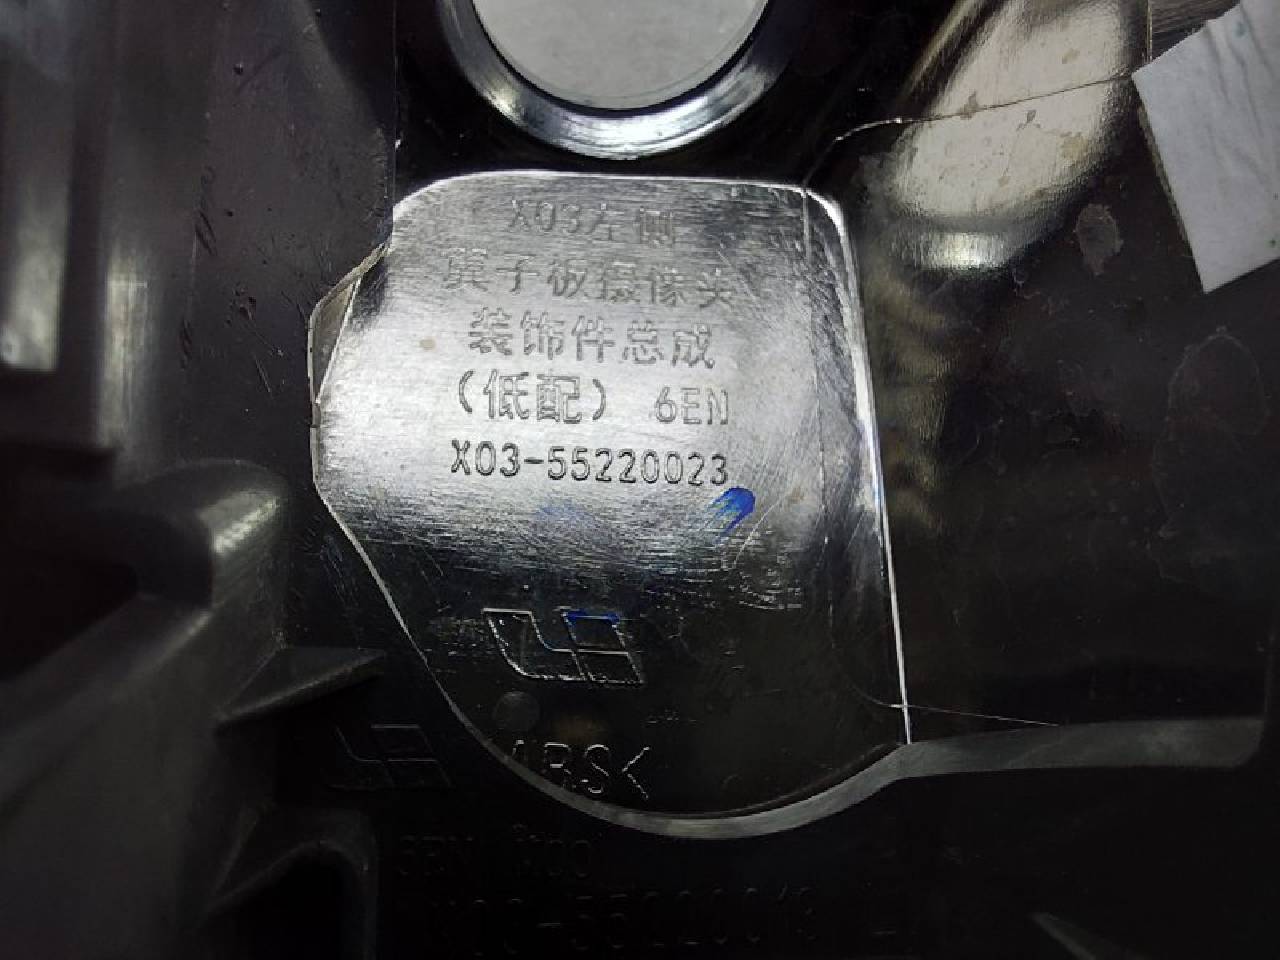 X03左侧
翼子板摄像头
装饰件总成
(低配) 6EN
X03-55220023
ABS<